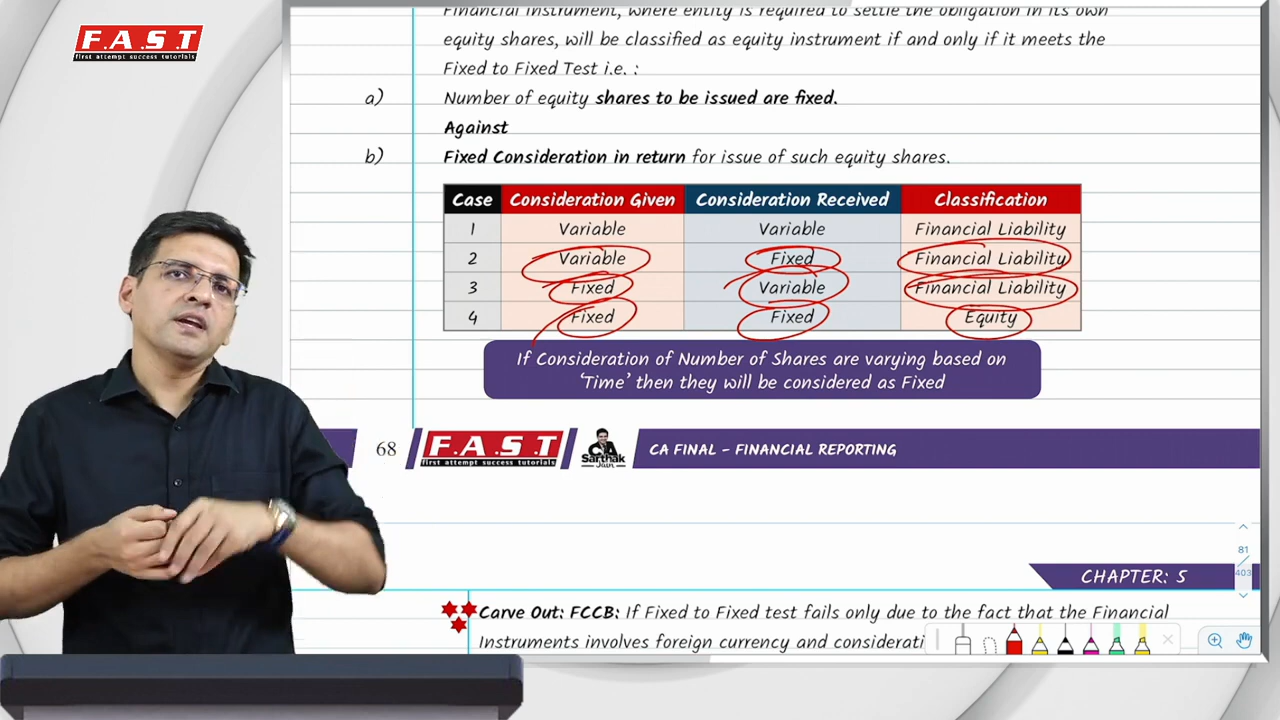 F.A.S.T
first attempt success tutorials
Financial Instrument, where entity is required to settle the obligation in its own
equity shares, will be classified as equity instrument if and only if it meets the
Fixed to Fixed Test i.e. :
a) Number of equity shares to be issued are fixed.
Against
b) Fixed Consideration in return for issue of such equity shares.
Case Consideration Given Consideration Received Classification
1 Variable Variable Financial Liability
2 Variable Fixed Financial Liability
3 Fixed Variable Financial Liability
4 Fixed Fixed Equity
If Consideration of Number of Shares are varying based on
'Time' then they will be considered as Fixed
68 F.A.S.T CA Sarthak Jain CA FINAL – FINANCIAL REPORTING
first attempt success tutorials
81
403
CHAPTER: 5
Carve Out: FCCB: If Fixed to Fixed test fails only due to the fact that the Financial
Instruments involves foreign currency and considerati